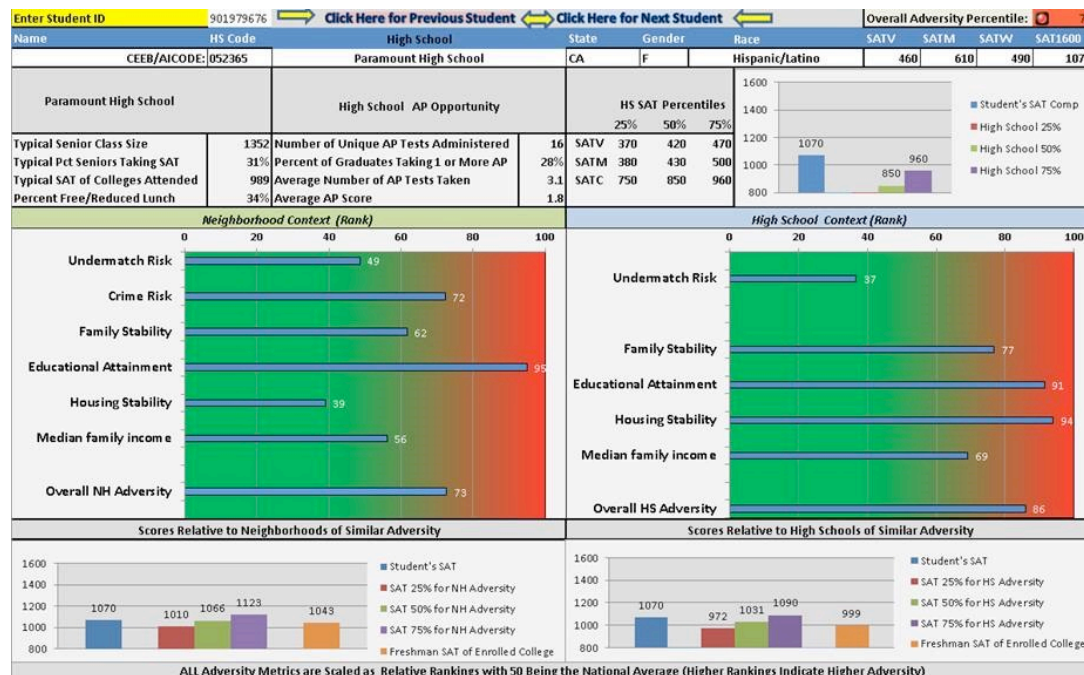 Enter Student ID 901979676 Click Here for Previous Student Click Here for Next Student Overall Adversity Percentile: 7
Name HS Code High School State Gender Race SATV SATM SATW SAT1600
CEEB/AICODE: 052365 Paramount High School CA F Hispanic/Latino 460 610 490 107
Paramount High School
High School AP Opportunity
HS SAT Percentiles
25% 50% 75%
Typical Senior Class Size 1352 Number of Unique AP Tests Administered 16 SATV 370 420 470
Typical Pct Seniors Taking SAT 31% Percent of Graduates Taking 1 or More AP 28% SATM 380 430 500
Typical SAT of Colleges Attended 989 Average Number of AP Tests Taken 3.1 SATC 750 850 960
Percent Free/Reduced Lunch 34% Average AP Score 1.8
1600
1400
1200
1000
800
1070
850
960
Student's SAT Comp
High School 25%
High School 50%
High School 75%
Neighborhood Context (Rank)
0 20 40 60 80 100
Undermatch Risk 49
Crime Risk 72
Family Stability 62
Educational Attainment 95
Housing Stability 39
Median family income 56
Overall NH Adversity 73
High School Context (Rank)
0 20 40 60 80 100
Undermatch Risk 37
Family Stability 77
Educational Attainment 91
Housing Stability 94
Median family income 69
Overall HS Adversity 86
Scores Relative to Neighborhoods of Similar Adversity
1600
1400
1200
1000
800
1070
1010
1066
1123
1043
Student's SAT
SAT 25% for NH Adversity
SAT 50% for NH Adversity
SAT 75% for NH Adversity
Freshman SAT of Enrolled College
Scores Relative to High Schools of Similar Adversity
1600
1400
1200
1000
800
1070
972
1031
1090
999
Student's SAT
SAT 25% for HS Adversity
SAT 50% for HS Adversity
SAT 75% for HS Adversity
Freshman SAT of Enrolled College
ALL Adversity Metrics are Scaled as Relative Rankings with 50 Being the National Average (Higher Rankings Indicate Higher Adversity)